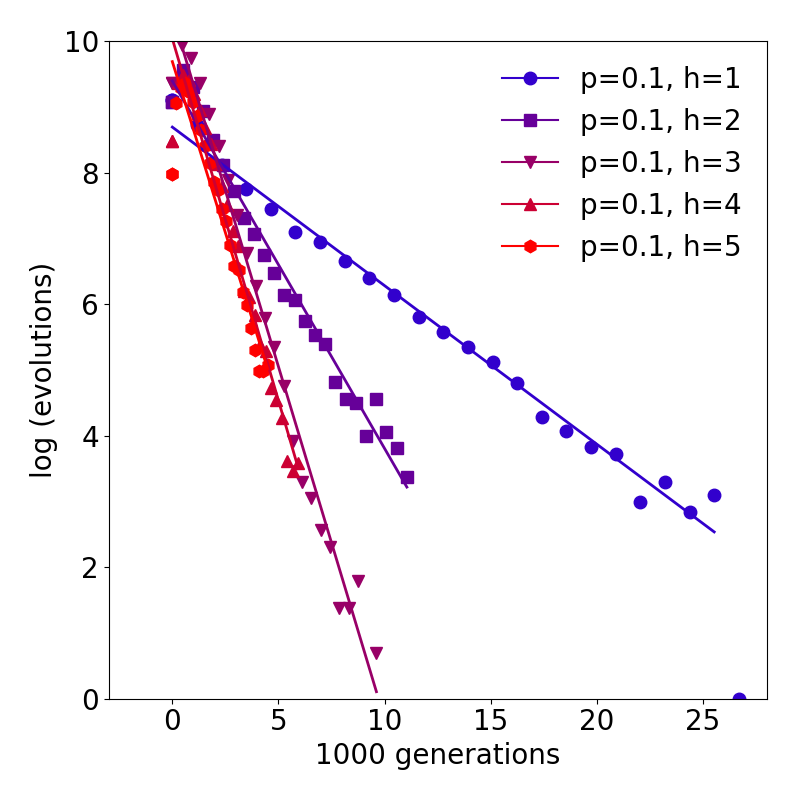 10
8
6
4
2
0
log (evolutions)
p=0.1, h=1
p=0.1, h=2
p=0.1, h=3
p=0.1, h=4
p=0.1, h=5
0 5 10 15 20 25
1000 generations